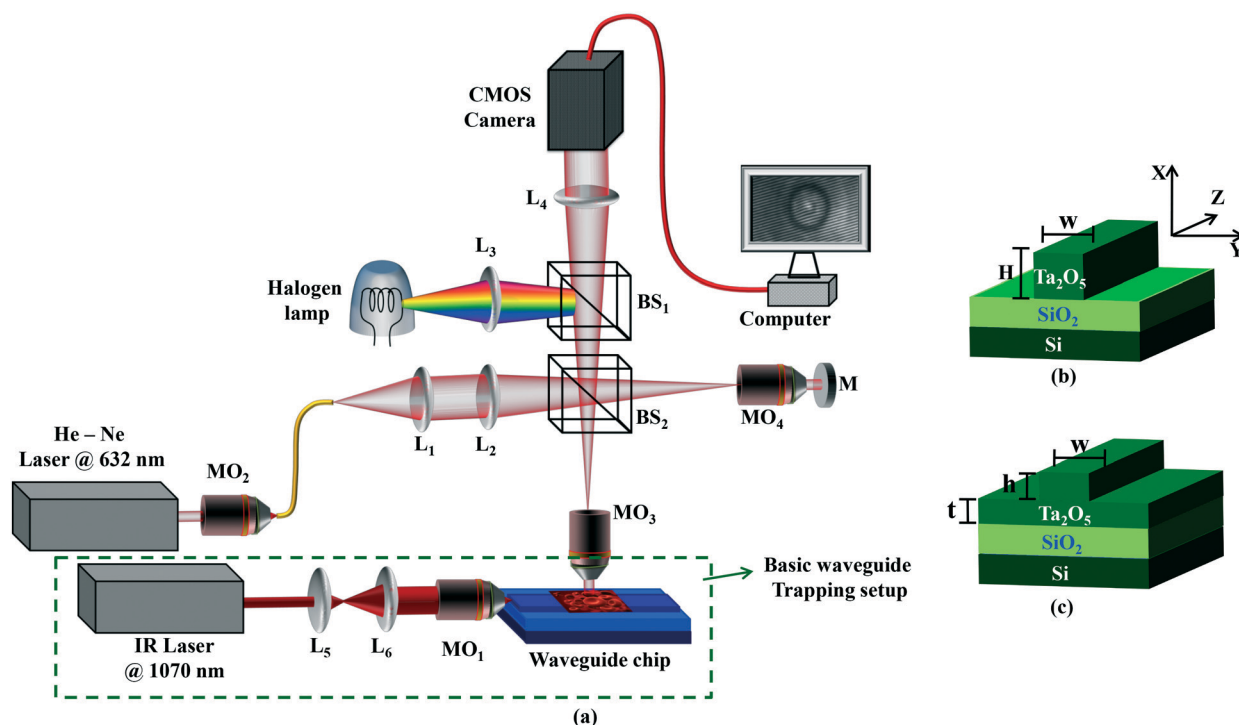 CMOS
Camera
L₄
L₃
Halogen
lamp
BS₁
Computer
M
MO₄
BS₂
L₁
L₂
He – Ne
Laser @ 632 nm
MO₂
MO₃
Basic waveguide
Trapping setup
IR Laser
@ 1070 nm
L₅
L₆
MO₁
Waveguide chip
(a)
X
Z
Y
w
H
Ta₂O₅
SiO₂
Si
(b)
w
h
t
Ta₂O₅
SiO₂
Si
(c)